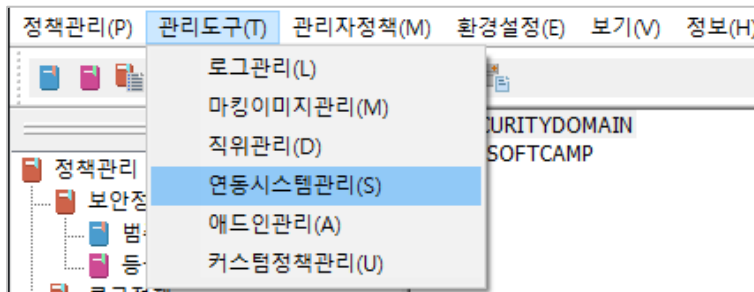 정책관리(P) 관리도구(T) 관리자정책(M) 환경설정(E) 보기(V) 정보(H)
로그관리(L)
마킹이미지관리(M)
직위관리(D)
연동시스템관리(S)
애드인관리(A)
커스텀정책관리(U)
CURITYDOMAIN
SOFTCAMP
정책관리
보안정